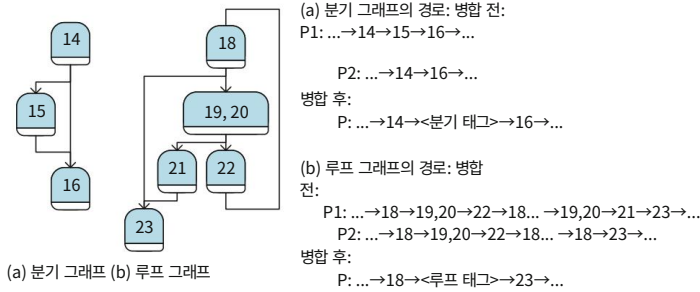 14
15
16
18
19, 20
21
22
23
(a) 분기 그래프 (b) 루프 그래프
(a) 분기 그래프의 경로: 병합 전:
P1: ...→14→15→16→...
P2: ...→14→16→...
병합 후:
P: ...→14→<분기 태그>→16→...
(b) 루프 그래프의 경로: 병합
전:
P1: ...→18→19,20→22→18... →19,20→21→23→...
P2: ...→18→19,20→22→18... →18→23→...
병합 후:
P: ...→18→<루프 태그>→23→...